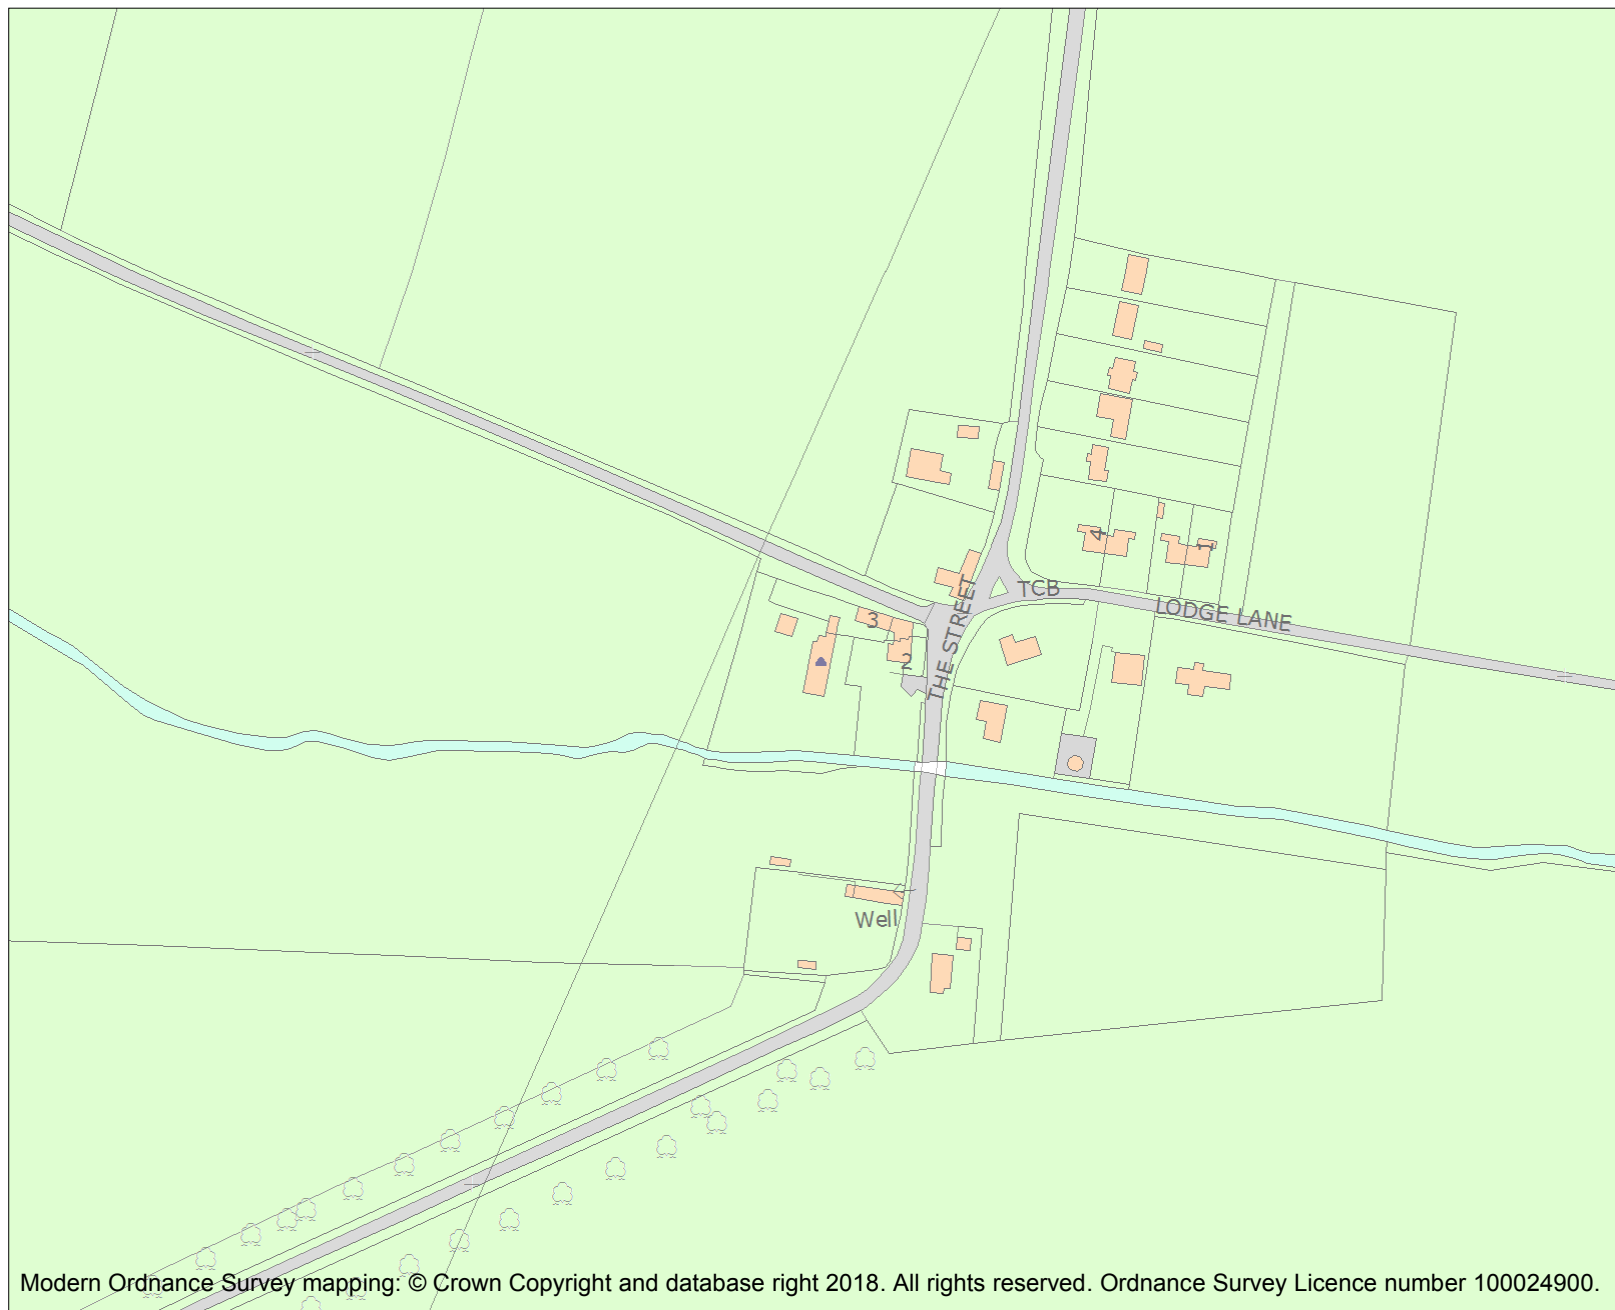 4
1
TCB
LODGE LANE
3
THE STREET
2
Well
Modern Ordnance Survey mapping: © Crown Copyright and database right 2018. All rights reserved. Ordnance Survey Licence number 100024900.